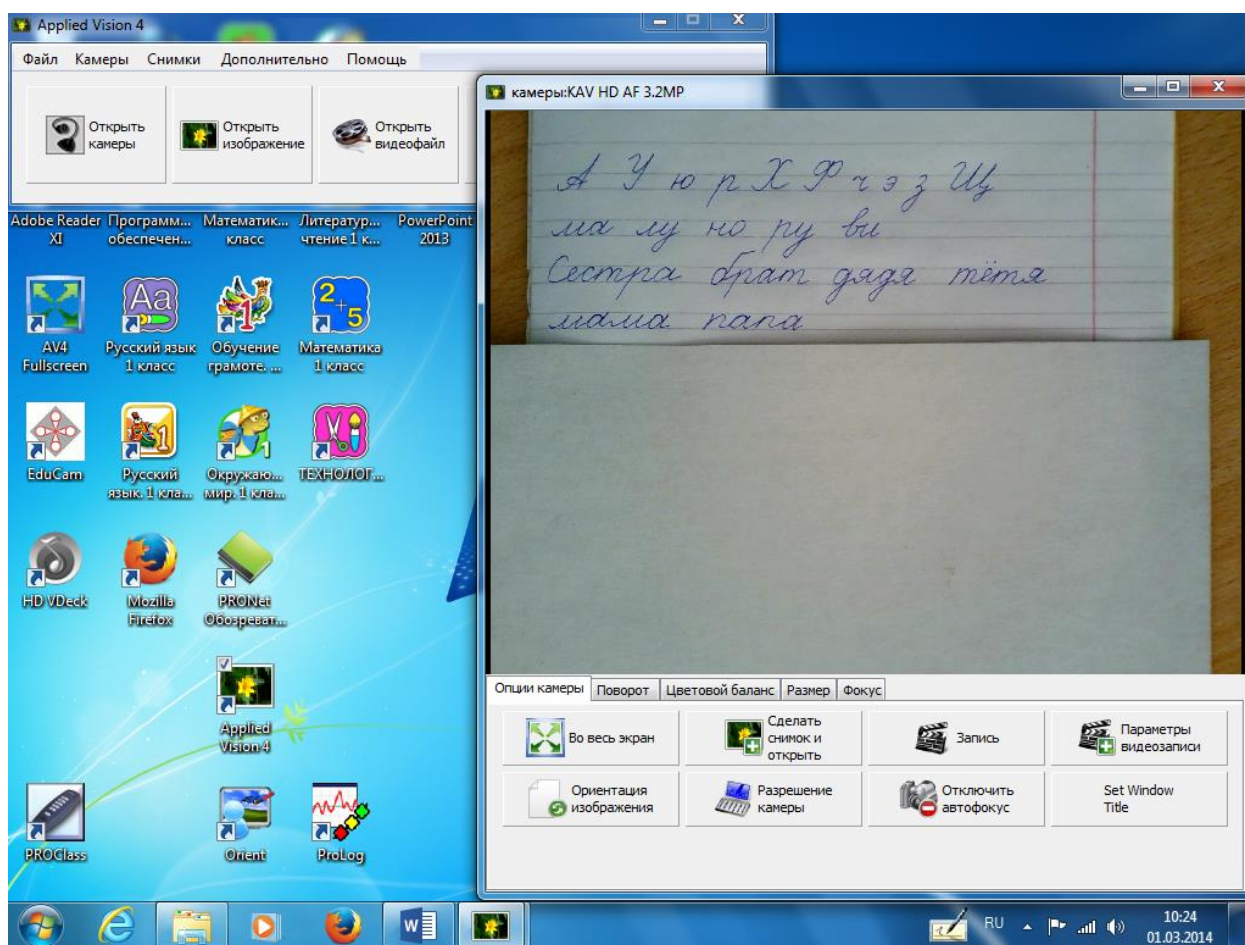 Applied Vision 4
Файл Камеры Снимки Дополнительно Помощь
Открыть камеры
Открыть изображение
Открыть видеофайл
камеры:KAV HD AF 3.2MP
А У ю р Х Ф ч э з Щ
ма лу но ру ви
Сестра брат дядя тётя
мама папа
Adobe Reader XI
Программ... обеспечен...
Математик... класс
Литератур... чтение 1 к...
PowerPoint 2013
AV4 Fullscreen
Русский язык 1 класс
Обучение грамоте. ...
Математика 1 класс
EduCam
Русский язык. 1 кла...
Окружаю... мир. 1 кла...
ТЕХНОЛОГ...
HD VDeck
Mozilla Firefox
PRONet Обозреват...
Applied Vision 4
PROClass
Orient
ProLog
Опции камеры Поворот Цветовой баланс Размер Фокус
Во весь экран
Сделать снимок и открыть
Запись
Параметры видеозаписи
Ориентация изображения
Разрешение камеры
Отключить автофокус
Set Window Title
RU
10:24
01.03.2014